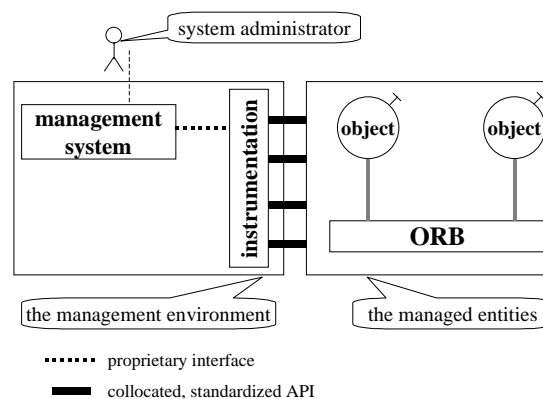 system administrator
management
system
instrumentation
object
object
ORB
the management environment
the managed entities
proprietary interface
collocated, standardized API